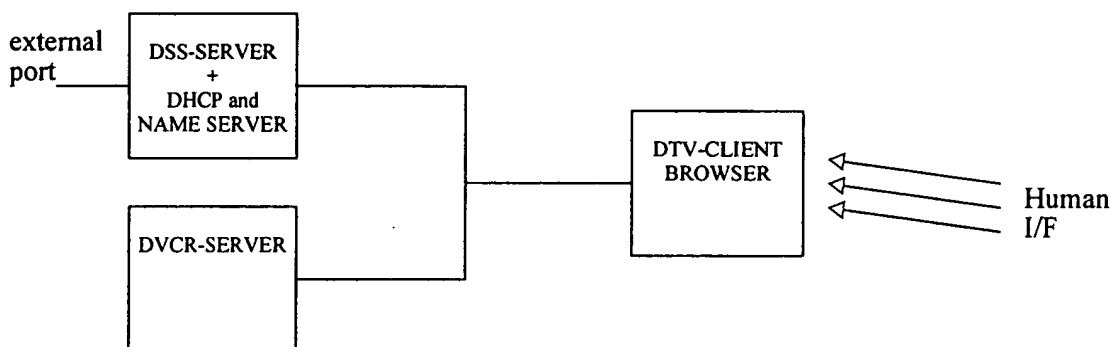 external
port
DSS-SERVER
+
DHCP and
NAME SERVER
DVCR-SERVER
DTV-CLIENT
BROWSER
Human
I/F